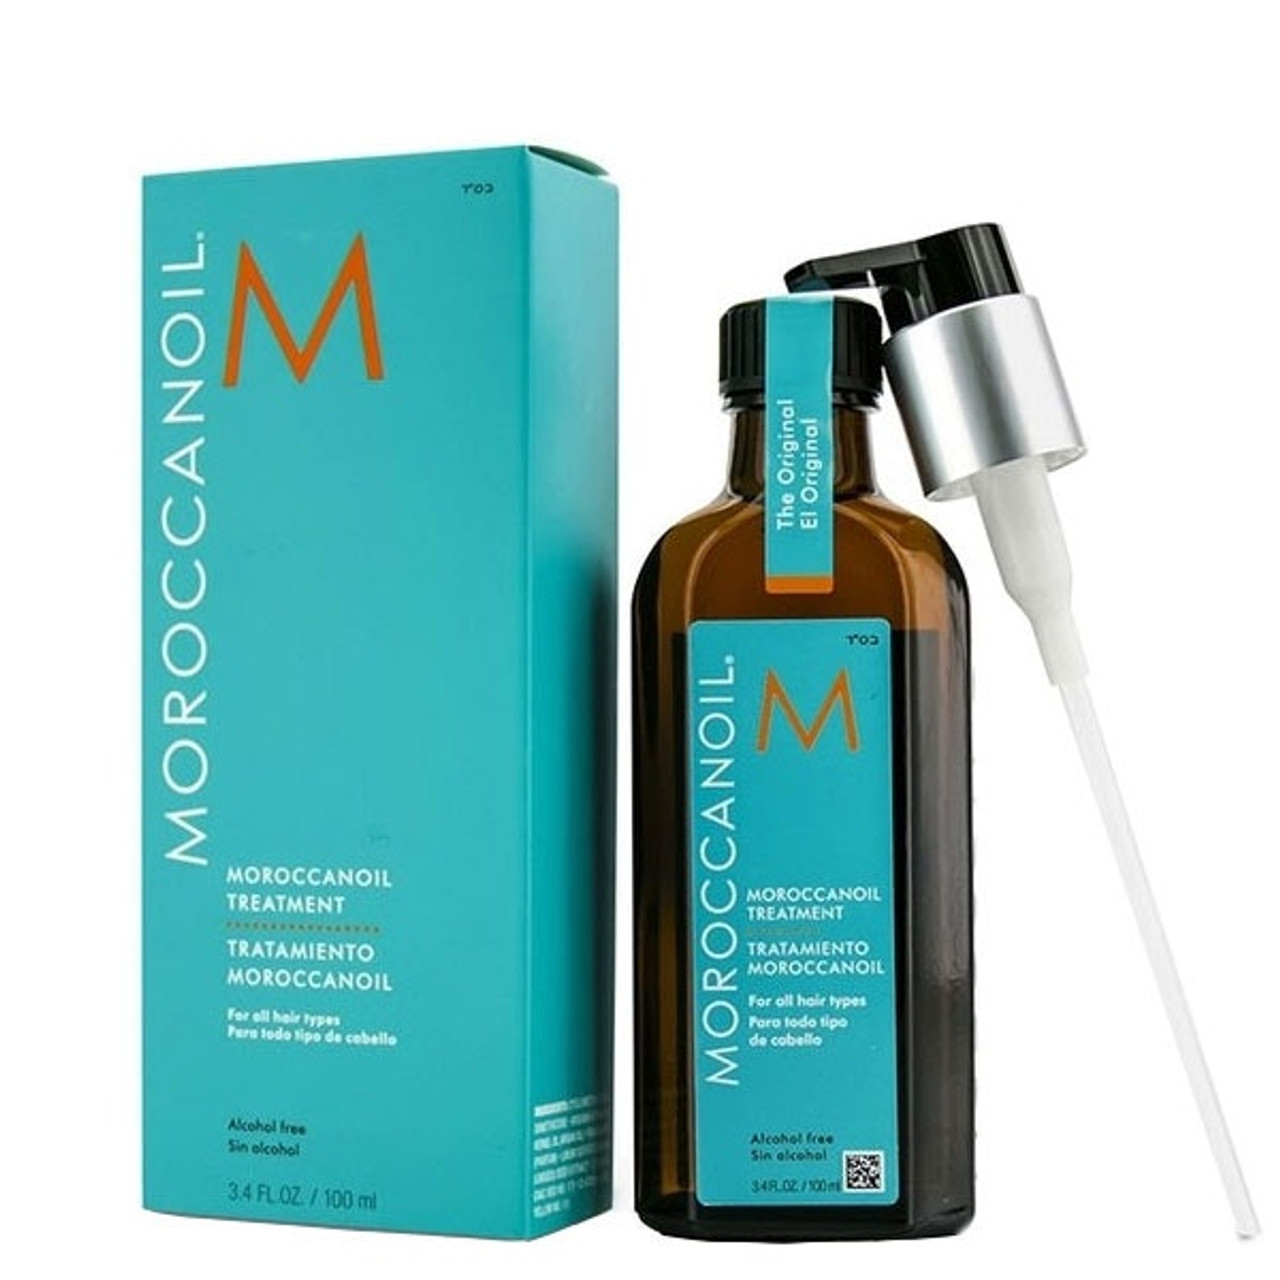 כס"ד
MOROCCANOIL®
M
MOROCCANOIL
TREATMENT
TRATAMIENTO
MOROCCANOIL
For all hair types
Para todo tipo de cabello
Alcohol free
Sin alcohol
3.4 FL.OZ. / 100 ml
The Original
El Original
כס"ד
MOROCCANOIL®
M
MOROCCANOIL
TREATMENT
TRATAMIENTO
MOROCCANOIL
For all hair types
Para todo tipo
de cabello
Alcohol free
Sin alcohol
3.4 FL.OZ. / 100 ml